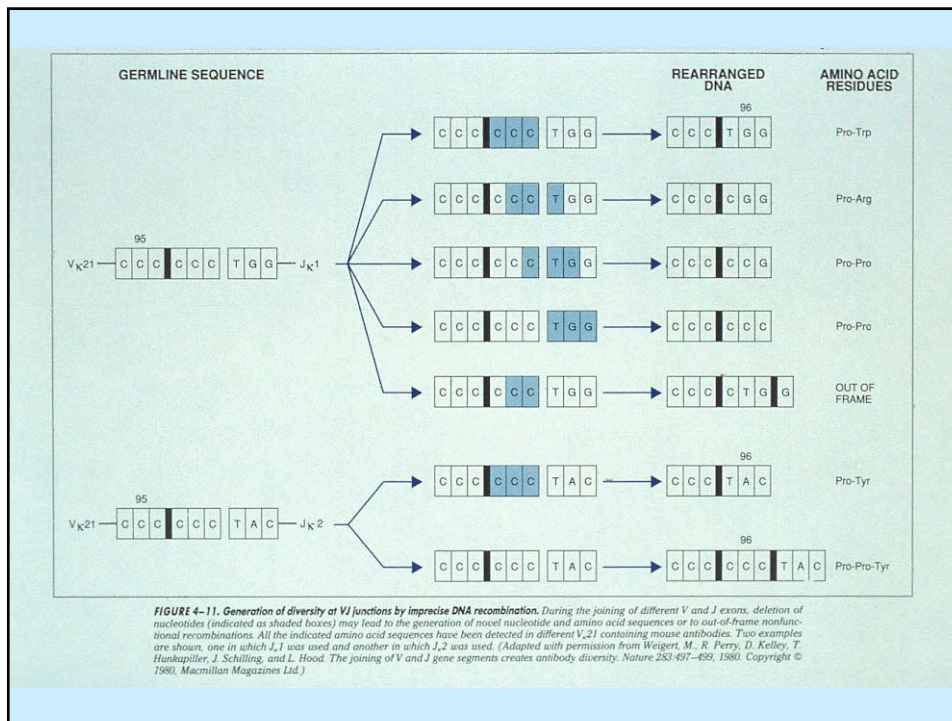 GERMLINE SEQUENCE REARRANGED DNA AMINO ACID RESIDUES
96
C C C C C C T G G C C C T G G Pro-Trp
C C C C C C T G G C C C C G G Pro-Arg
95
Vκ21 C C C C C C T G G Jκ1 C C C C C C T G G C C C C C G Pro-Pro
C C C C C C T G G C C C C C C Pro-Pro
C C C C C C T G G C C C C T G G OUT OF FRAME
96
C C C C C C T A C C C C T A C Pro-Tyr
95
Vκ21 C C C C C C T A C Jκ2
96
C C C C C C T A C C C C C C C T A C Pro-Pro-Tyr
FIGURE 4–11. Generation of diversity at VJ junctions by imprecise DNA recombination. During the joining of different V and J exons, deletion of
nucleotides (indicated as shaded boxes) may lead to the generation of novel nucleotide and amino acid sequences or to out-of-frame nonfunc-
tional recombinations. All the indicated amino acid sequences have been detected in different Vκ21 containing mouse antibodies. Two examples
are shown, one in which Jκ1 was used and another in which Jκ2 was used. (Adapted with permission from Weigert, M., R. Perry, D. Kelley, T.
Hunkapiller, J. Schilling, and L. Hood. The joining of V and J gene segments creates antibody diversity. Nature 283:497–499, 1980. Copyright ©
1980, Macmillan Magazines Ltd.)